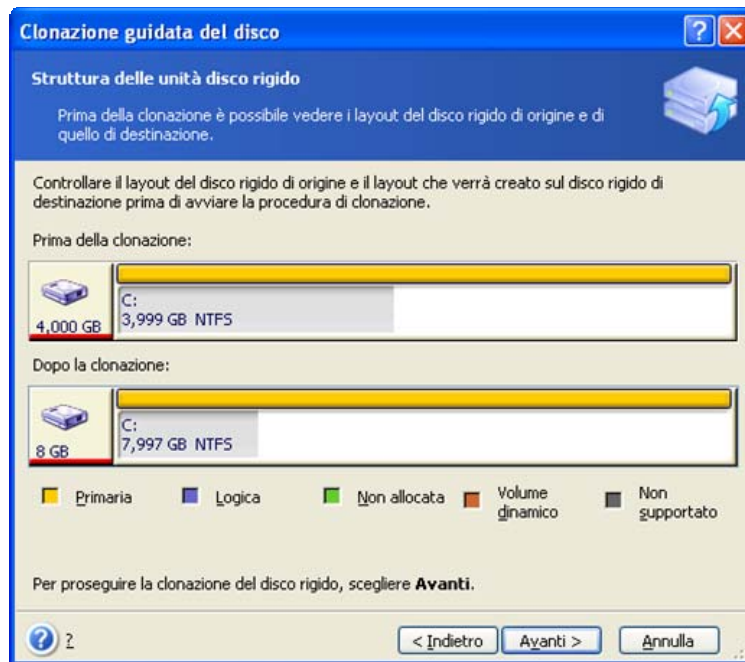 Clonazione guidata del disco
Struttura delle unità disco rigido
Prima della clonazione è possibile vedere i layout del disco rigido di origine e di
quello di destinazione.
Controllare il layout del disco rigido di origine e il layout che verrà creato sul disco rigido di
destinazione prima di avviare la procedura di clonazione.
Prima della clonazione:
C:
4,000 GB 3,999 GB NTFS
Dopo la clonazione:
C:
8 GB 7,997 GB NTFS
Primaria Logica Non allocata Volume dinamico Non supportato
Per proseguire la clonazione del disco rigido, scegliere Avanti.
? < Indietro Avanti > Annulla